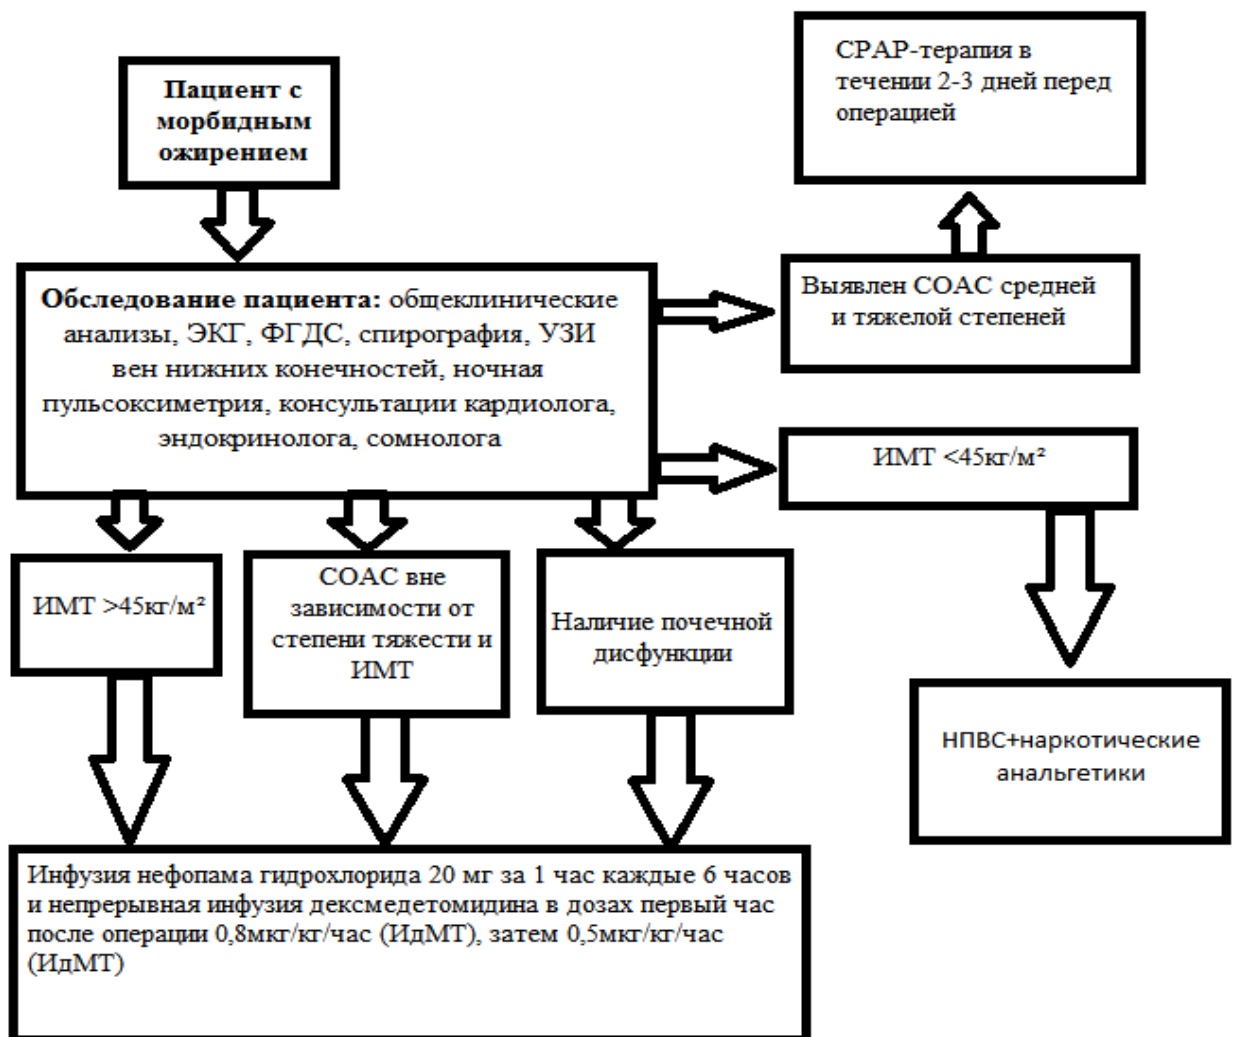 Пациент с
морбидным
ожирением
СРАР-терапия в
течении 2-3 дней перед
операцией
Обследование пациента: общеклинические
анализы, ЭКГ, ФГДС, спирография, УЗИ
вен нижних конечностей, ночная
пульсоксиметрия, консультации кардиолога,
эндокринолога, сомнолога
Выявлен СОАС средней
и тяжелой степеней
ИМТ <45кг/м²
ИМТ >45кг/м²
СОАС вне
зависимости от
степени тяжести и
ИМТ
Наличие почечной
дисфункции
НПВС+наркотические
анальгетики
Инфузия нефопама гидрохлорида 20 мг за 1 час каждые 6 часов
и непрерывная инфузия дексмедетомидина в дозах первый час
после операции 0,8мкг/кг/час (ИдМТ), затем 0,5мкг/кг/час
(ИдМТ)